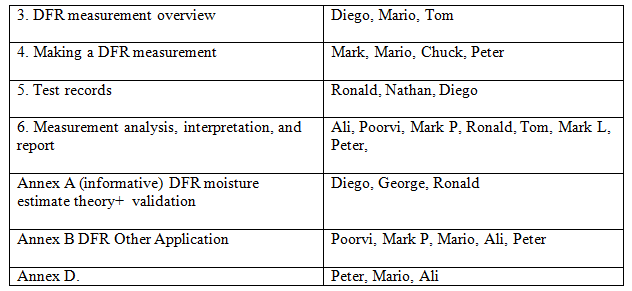 3. DFR measurement overview
Diego, Mario, Tom
4. Making a DFR measurement
Mark, Mario, Chuck, Peter
5. Test records
Ronald, Nathan, Diego
6. Measurement analysis, interpretation, and
report
Ali, Poorvi, Mark P, Ronald, Tom, Mark L,
Peter,
Annex A (informative) DFR moisture
estimate theory+ validation
Diego, George, Ronald
Annex B DFR Other Application
Poorvi, Mark P, Mario, Ali, Peter
Annex D.
Peter, Mario, Ali